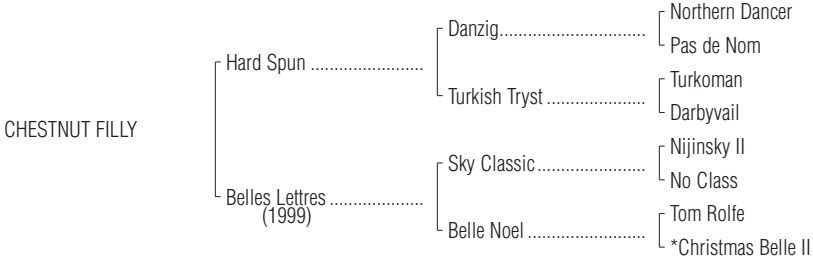 Northern Dancer
Danzig..............................
Pas de Nom
Hard Spun .......................
Turkoman
Turkish Tryst .....................
Darbyvail
CHESTNUT FILLY
Nijinsky II
Sky Classic.......................
No Class
Belles Lettres ...................
(1999)
Tom Rolfe
Belle Noel .........................
*Christmas Belle II